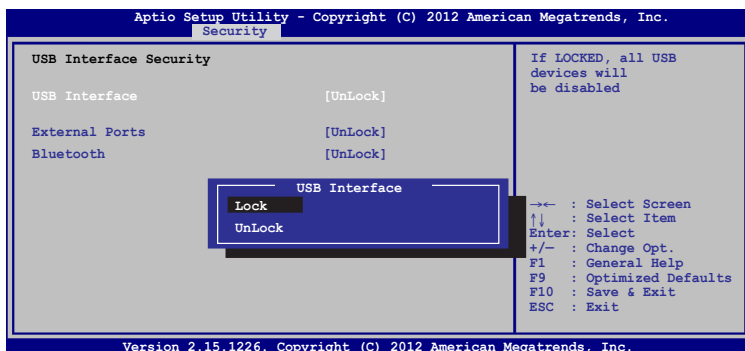 Aptio Setup Utility - Copyright (C) 2012 American Megatrends, Inc.
Security
USB Interface Security
USB Interface [UnLock]
External Ports [UnLock]
Bluetooth [UnLock]
USB Interface
Lock
UnLock
If LOCKED, all USB
devices will
be disabled
→← : Select Screen
↑↓ : Select Item
Enter: Select
+/— : Change Opt.
F1 : General Help
F9 : Optimized Defaults
F10 : Save & Exit
ESC : Exit
Version 2.15.1226. Copyright (C) 2012 American Megatrends, Inc.